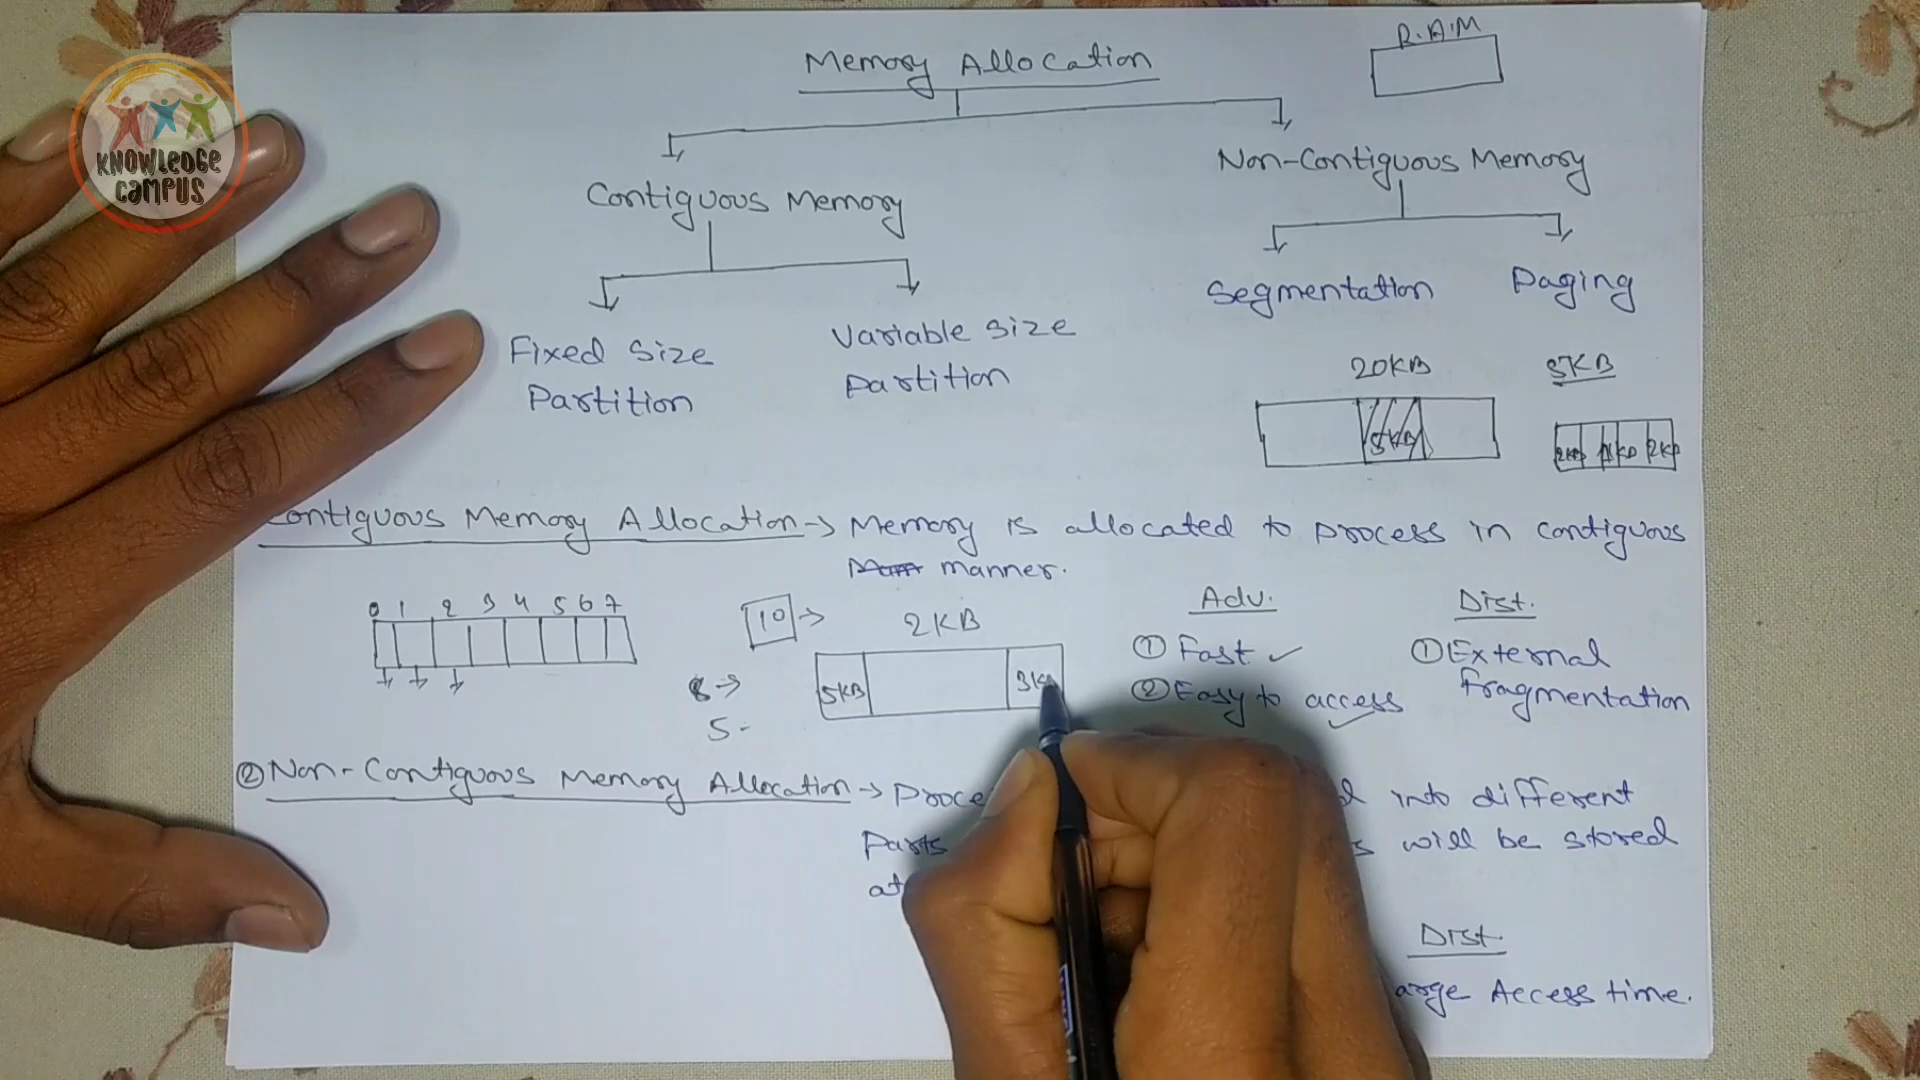 KNOWLEDGE
CAMPUS
R.A.M
Memory Allocation
Contiguous Memory
Non-Contiguous Memory
Fixed Size
Partition
Variable Size
Partition
Segmentation
Paging
20KB
5KB
Contiguous Memory Allocation → Memory is allocated to process in contiguous
manner.
0 1 2 3 4 5 6 7
10 →
2KB
5KB
8 →
5 -
Adv.
① Fast ✓
② Easy to access
Dist.
① External
fragmentation
② Non-Contiguous Memory Allocation → Proce into different
Parts will be stored
at
Dist.
Access time.